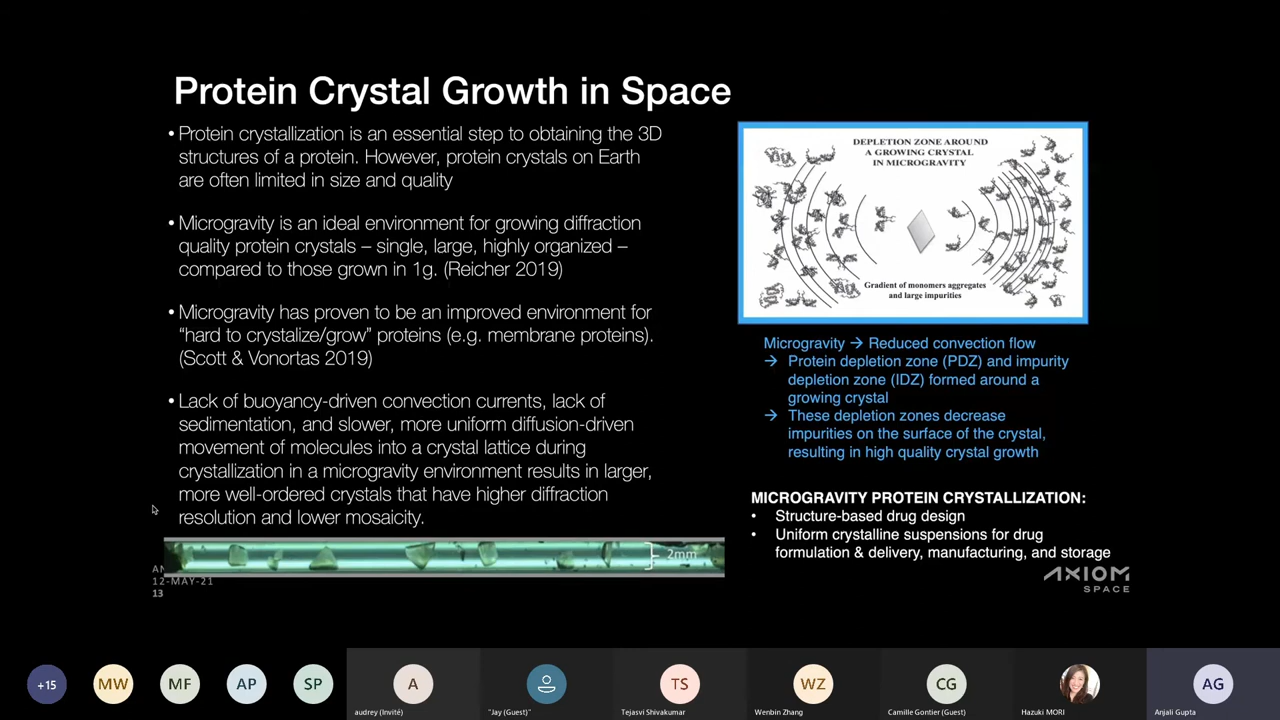 Protein Crystal Growth in Space
• Protein crystallization is an essential step to obtaining the 3D
structures of a protein. However, protein crystals on Earth
are often limited in size and quality
• Microgravity is an ideal environment for growing diffraction
quality protein crystals – single, large, highly organized –
compared to those grown in 1g. (Reicher 2019)
• Microgravity has proven to be an improved environment for
“hard to crystalize/grow” proteins (e.g. membrane proteins).
(Scott & Vonortas 2019)
• Lack of buoyancy-driven convection currents, lack of
sedimentation, and slower, more uniform diffusion-driven
movement of molecules into a crystal lattice during
crystallization in a microgravity environment results in larger,
more well-ordered crystals that have higher diffraction
resolution and lower mosaicity.
2mm
12-MAY-21
13
DEPLETION ZONE AROUND
A GROWING CRYSTAL
IN MICROGRAVITY
Gradient of monomers aggregates
and large impurities
Microgravity → Reduced convection flow
→ Protein depletion zone (PDZ) and impurity
depletion zone (IDZ) formed around a
growing crystal
→ These depletion zones decrease
impurities on the surface of the crystal,
resulting in high quality crystal growth
MICROGRAVITY PROTEIN CRYSTALLIZATION:
• Structure-based drug design
• Uniform crystalline suspensions for drug
formulation & delivery, manufacturing, and storage
AXIOM
SPACE
+15
MW
MF
AP
SP
A
TS
WZ
CG
AG
audrey (Invité)
"Jay (Guest)"
Tejasvi Shivakumar
Wenbin Zhang
Camille Gontier (Guest)
Hazuki MORI
Anjali Gupta